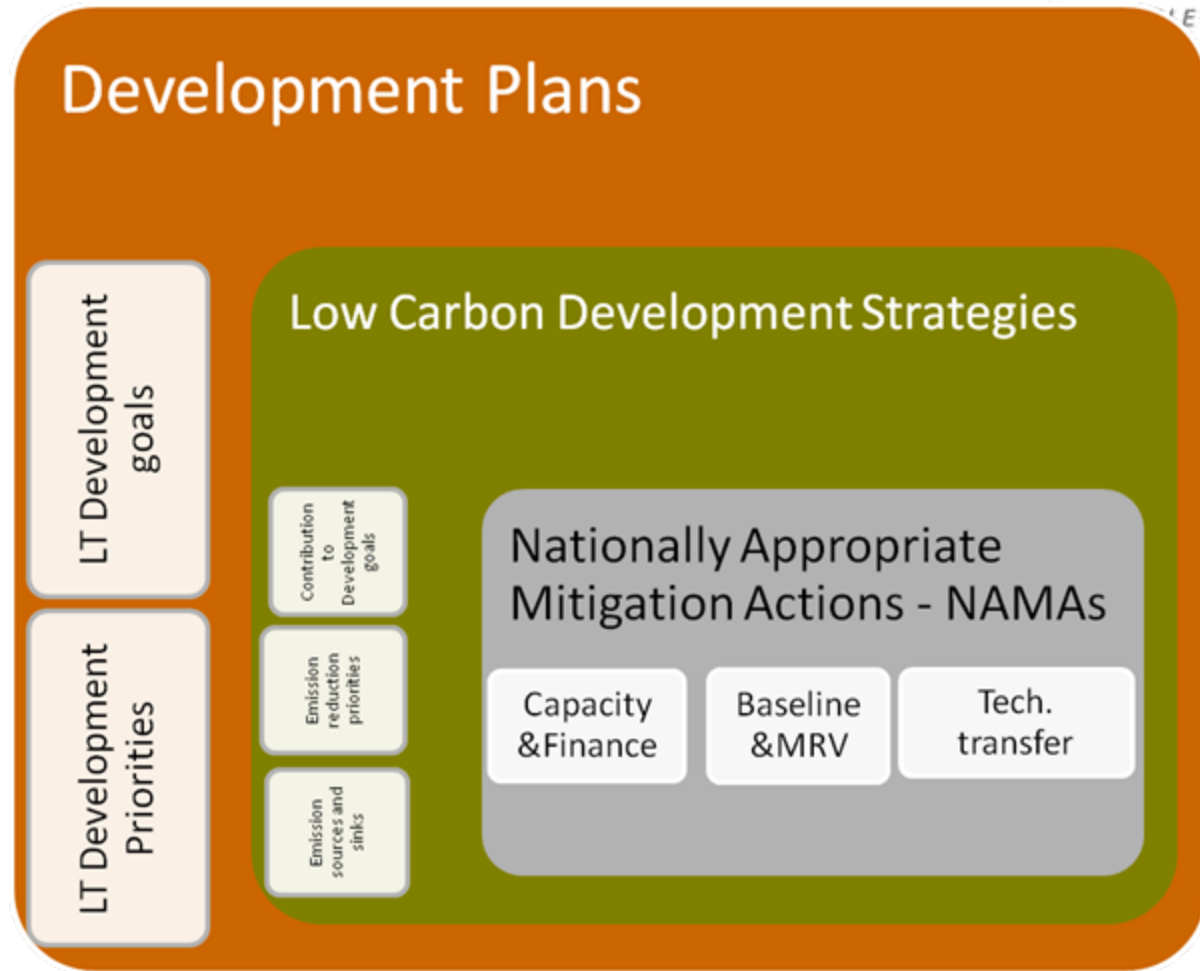 Development Plans
LT Development
goals
LT Development
Priorities
Low Carbon Development Strategies
Contribution
to
Development
goals
Emission
reduction
priorities
Emission
sources and
sinks
Nationally Appropriate
Mitigation Actions - NAMAs
Capacity
&Finance
Baseline
&MRV
Tech.
transfer